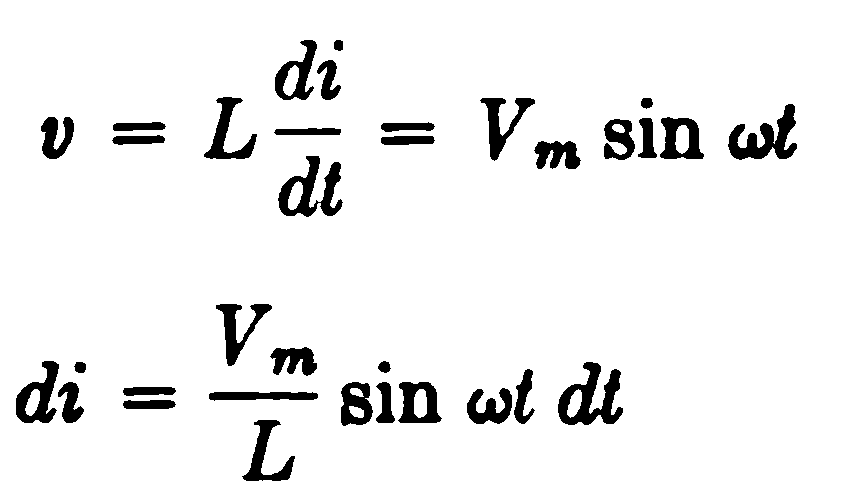 v = L di/dt = V_m sin ωt
di = V_m/L sin ωt dt